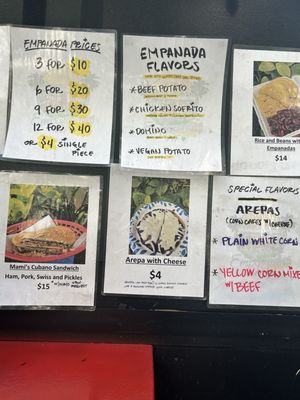 EMPANADA PRICES
3 FOR $10
6 FOR $20
9 FOR $30
12 FOR $40
OR $4 SINGLE
PIECE
EMPANADA
FLAVORS
*BEEF POTATO
*CHICKEN SOFRITO
*DOMINO
*VEGAN POTATO
Rice and Beans w/
Empanadas
$14
Mami's Cubano Sandwich
Ham, Pork, Swiss and Pickles
$15
Arepa with Cheese
$4
SPECIAL FLAVORS
AREPAS
(CORN CAKES W/CHEESE)
* PLAIN WHITE CORN
* YELLOW CORN MIXE
W/ BEEF